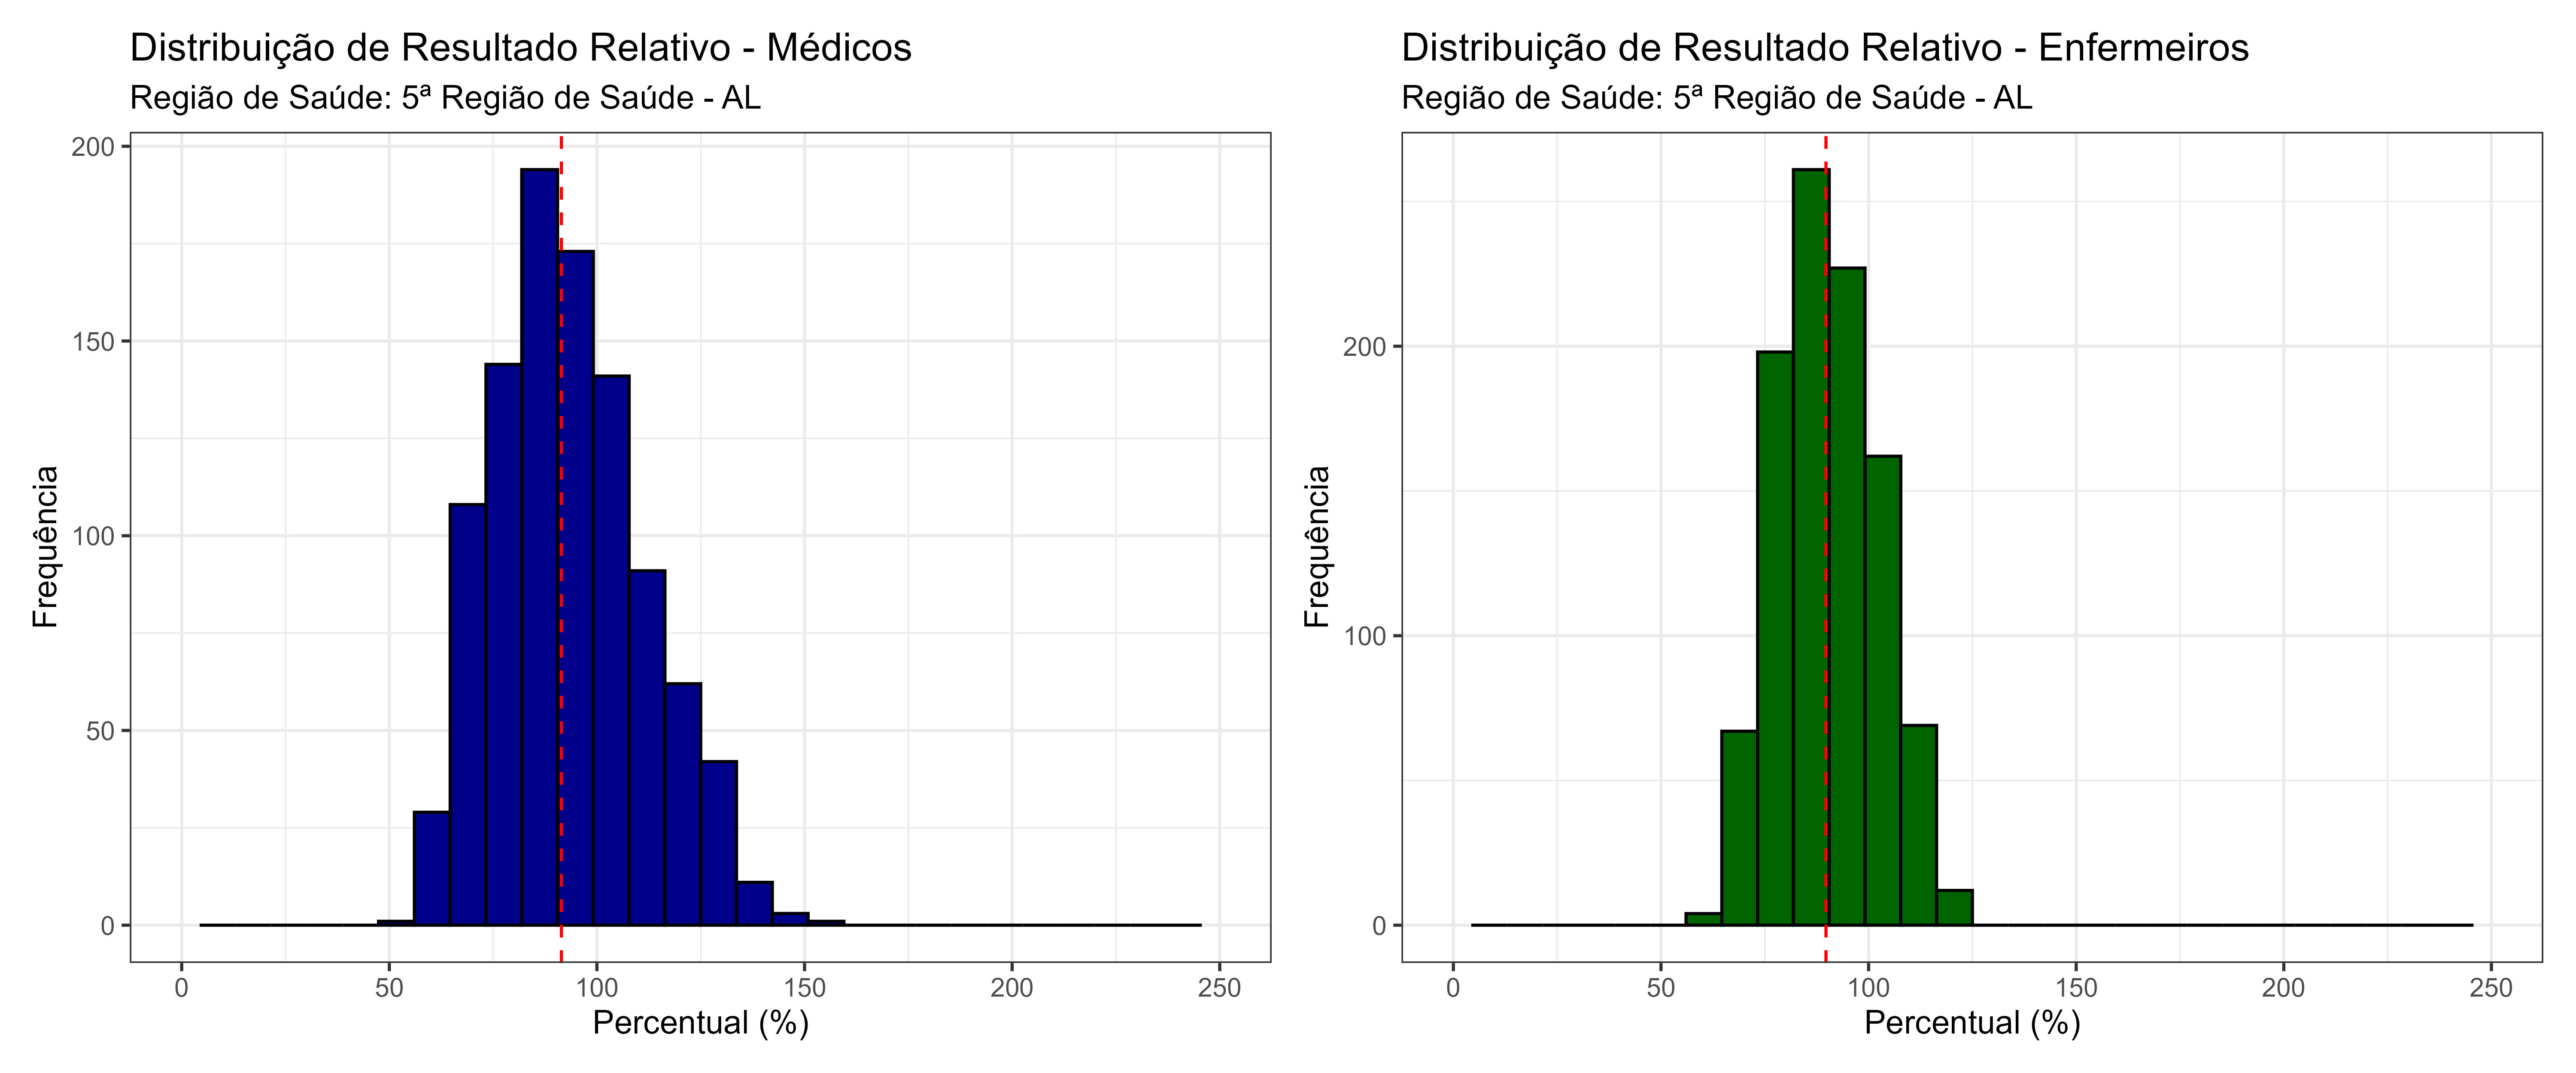 Distribuição de Resultado Relativo - Médicos
Região de Saúde: 5ª Região de Saúde - AL
200
150
100
50
0
Frequência
0 50 100 150 200 250
Percentual (%)
Distribuição de Resultado Relativo - Enfermeiros
Região de Saúde: 5ª Região de Saúde - AL
200
100
0
Frequência
0 50 100 150 200 250
Percentual (%)